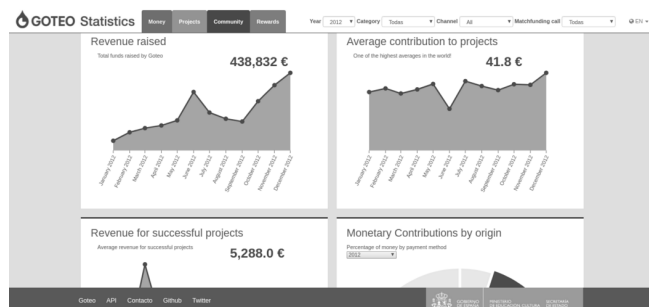 GOTEO Statistics
Money
Projects
Community
Rewards
Year 2012 Category Todas Channel All Matchfunding call Todas
EN
Revenue raised
Total funds raised by Goteo
438,832 €
January 2012
February 2012
March 2012
April 2012
May 2012
June 2012
July 2012
August 2012
September 2012
October 2012
November 2012
December 2012
Average contribution to projects
One of the highest averages in the world!
41.8 €
January 2012
February 2012
March 2012
April 2012
May 2012
June 2012
July 2012
August 2012
September 2012
October 2012
November 2012
December 2012
Revenue for successful projects
Average revenue for successful projects
5,288.0 €
Monetary Contributions by origin
Percentage of money by payment method
2012
Goteo API Contacto Github Twitter
GOBIERNO
DE ESPAÑA